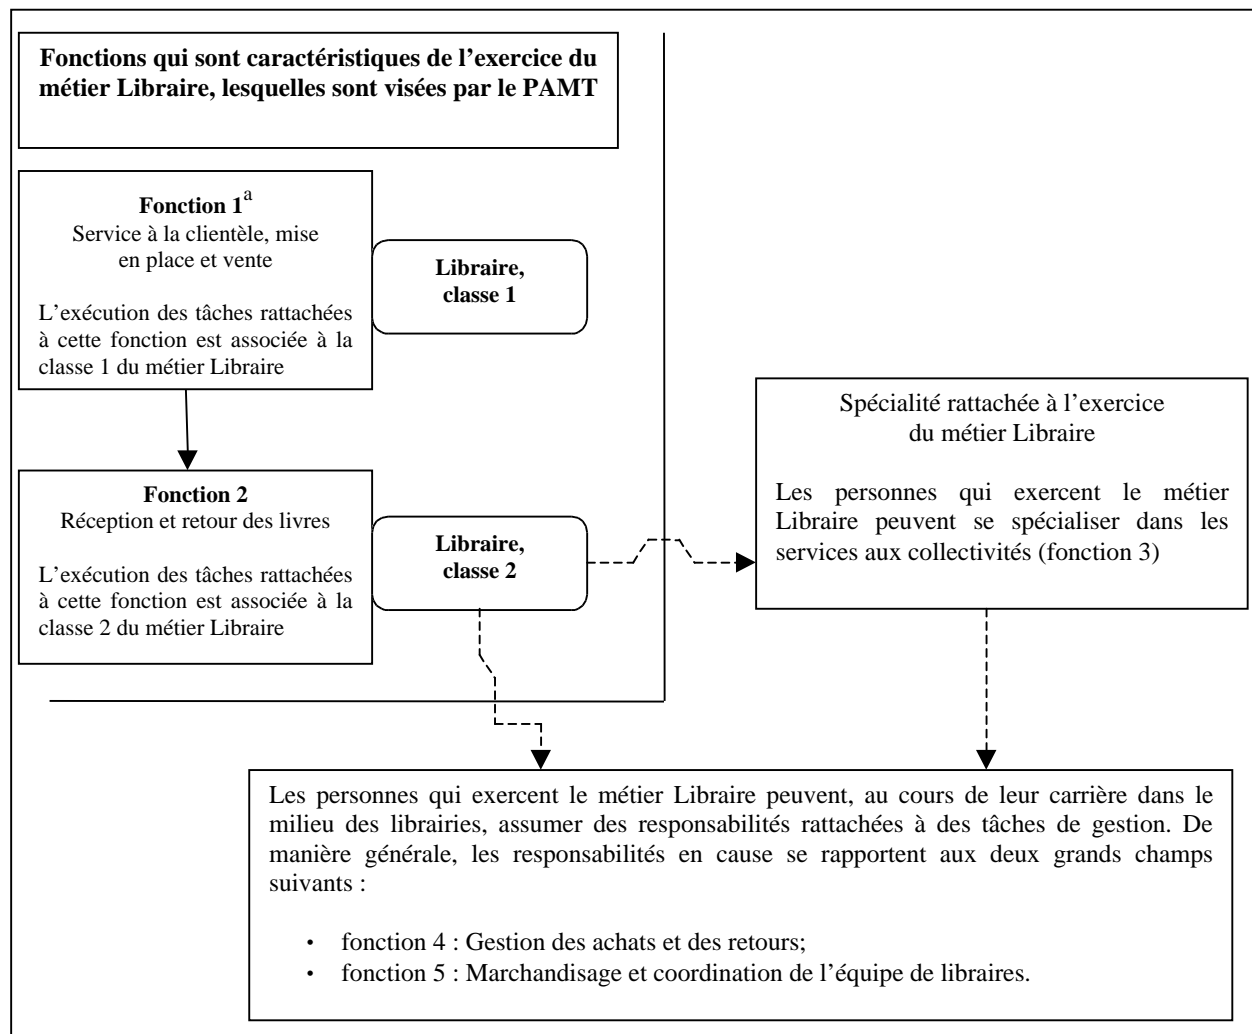 Fonctions qui sont caractéristiques de l’exercice du
métier Libraire, lesquelles sont visées par le PAMT
Fonction 1a
Service à la clientèle, mise
en place et vente
L’exécution des tâches rattachées
à cette fonction est associée à la
classe 1 du métier Libraire
Libraire,
classe 1
Fonction 2
Réception et retour des livres
L’exécution des tâches rattachées
à cette fonction est associée à la
classe 2 du métier Libraire
Libraire,
classe 2
Spécialité rattachée à l’exercice
du métier Libraire
Les personnes qui exercent le métier
Libraire peuvent se spécialiser dans les
services aux collectivités (fonction 3)
Les personnes qui exercent le métier Libraire peuvent, au cours de leur carrière dans le
milieu des librairies, assumer des responsabilités rattachées à des tâches de gestion. De
manière générale, les responsabilités en cause se rapportent aux deux grands champs
suivants :
• fonction 4 : Gestion des achats et des retours;
• fonction 5 : Marchandisage et coordination de l’équipe de libraires.